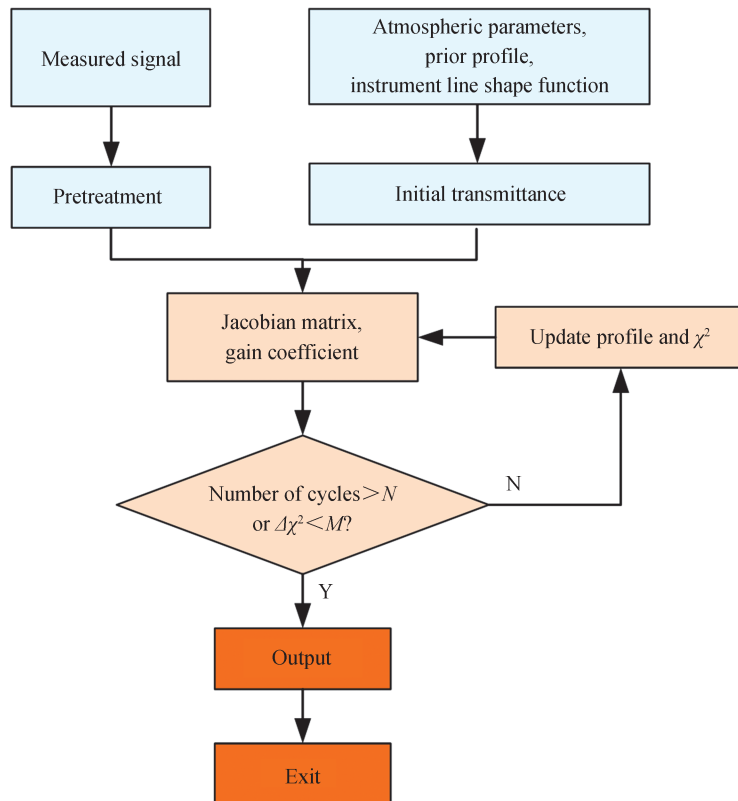 Measured signal
Atmospheric parameters,
prior profile,
instrument line shape function
Pretreatment
Initial transmittance
Jacobian matrix,
gain coefficient
Update profile and χ²
Number of cycles＞N
or Δχ²＜M?
N
Y
Output
Exit